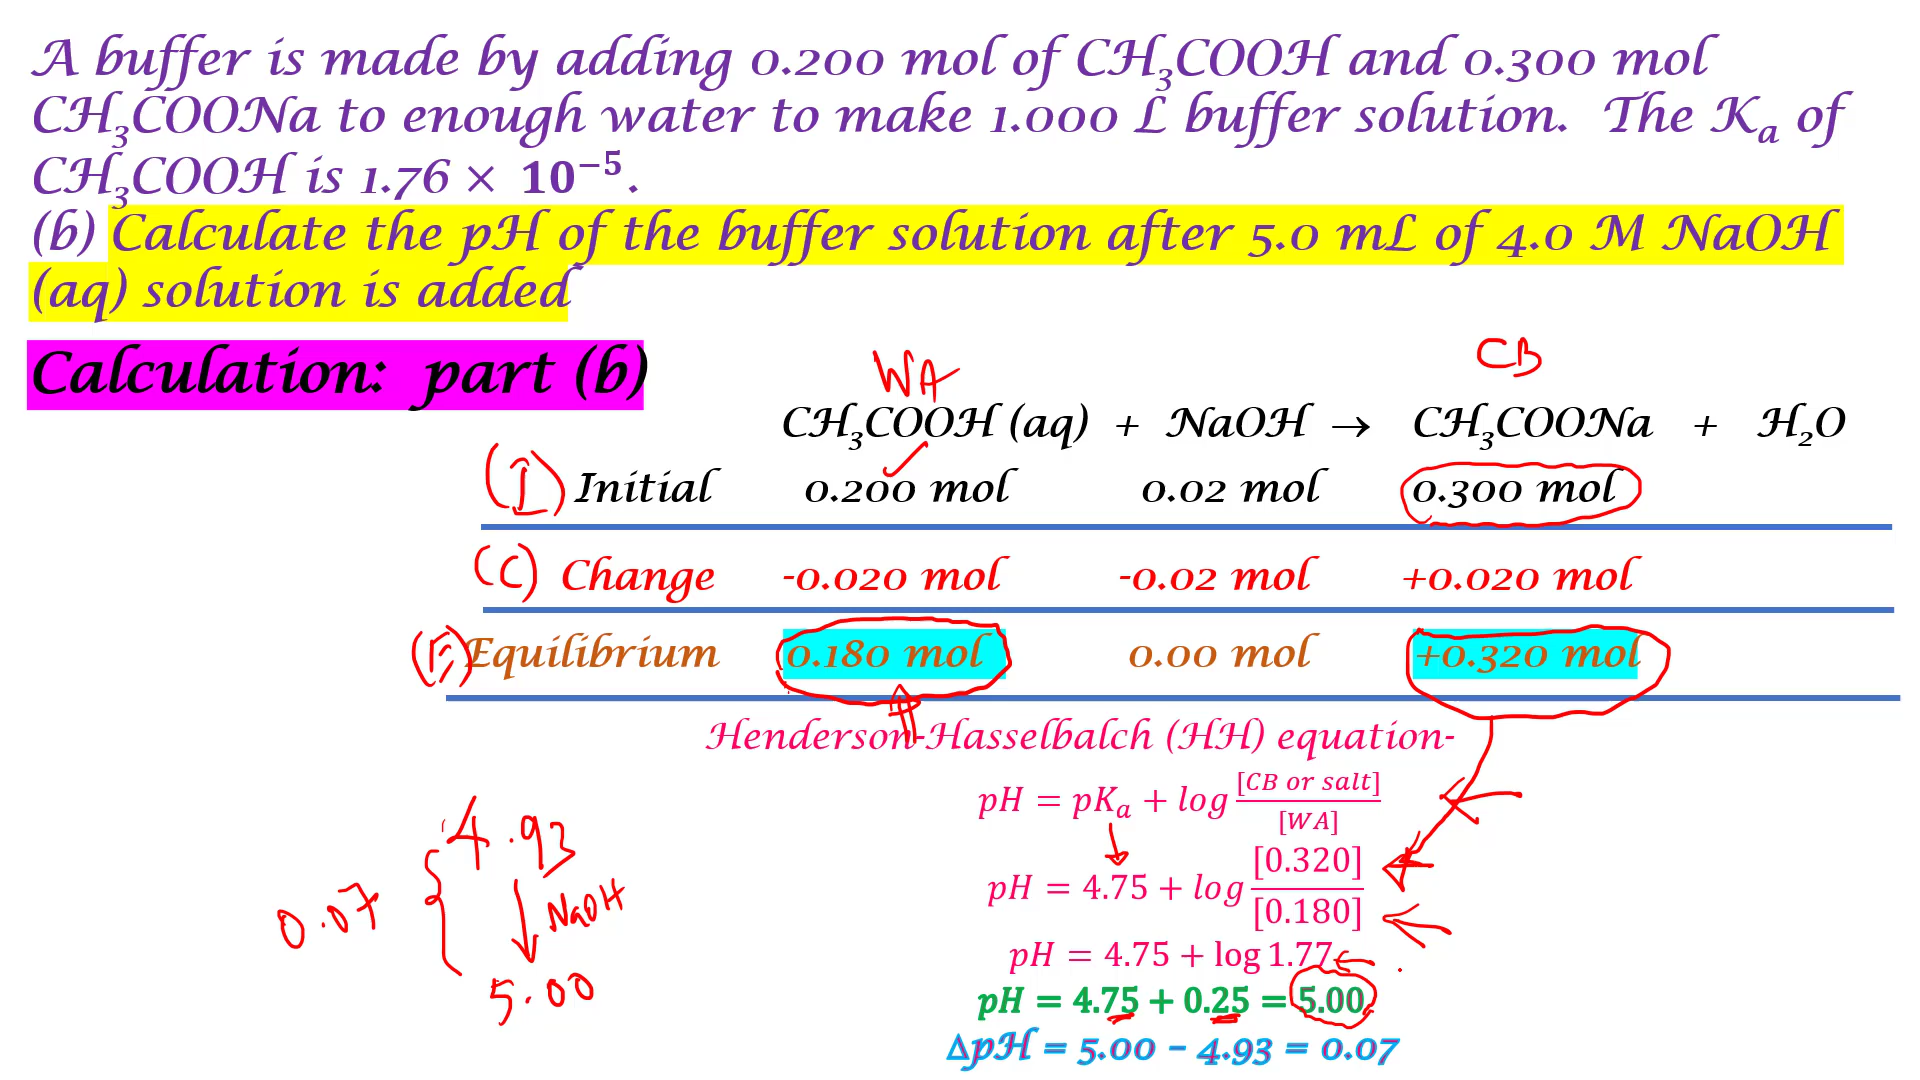 A buffer is made by adding 0.200 mol of CH₃COOH and 0.300 mol
CH₃COONa to enough water to make 1.000 L buffer solution. The Kₐ of
CH₃COOH is 1.76 × 10⁻⁵.
(b) Calculate the pH of the buffer solution after 5.0 mL of 4.0 M NaOH
(aq) solution is added
Calculation: part (b)
WA CB
CH₃COOH (aq) + NaOH → CH₃COONa + H₂O
(I) Initial 0.200 mol 0.02 mol 0.300 mol
(C) Change -0.020 mol -0.02 mol +0.020 mol
(E) Equilibrium 0.180 mol 0.00 mol +0.320 mol
Henderson-Hasselbalch (HH) equation-
pH = pKₐ + log [CB or salt] / [WA]
pH = 4.75 + log [0.320] / [0.180]
pH = 4.75 + log 1.77
pH = 4.75 + 0.25 = 5.00
ΔpH = 5.00 – 4.93 = 0.07
4.93
0.07 NaOH
5.00